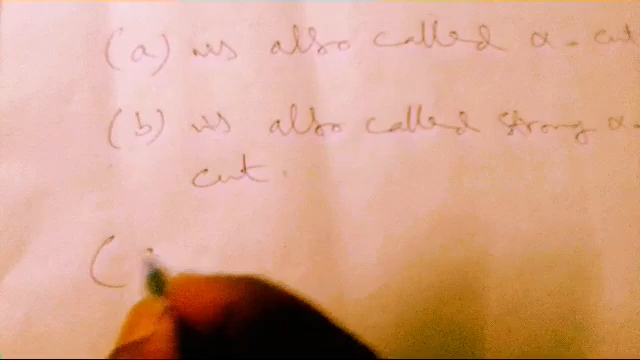 (a) is also called α-cut
(b) is also called strong α-
cut.
(